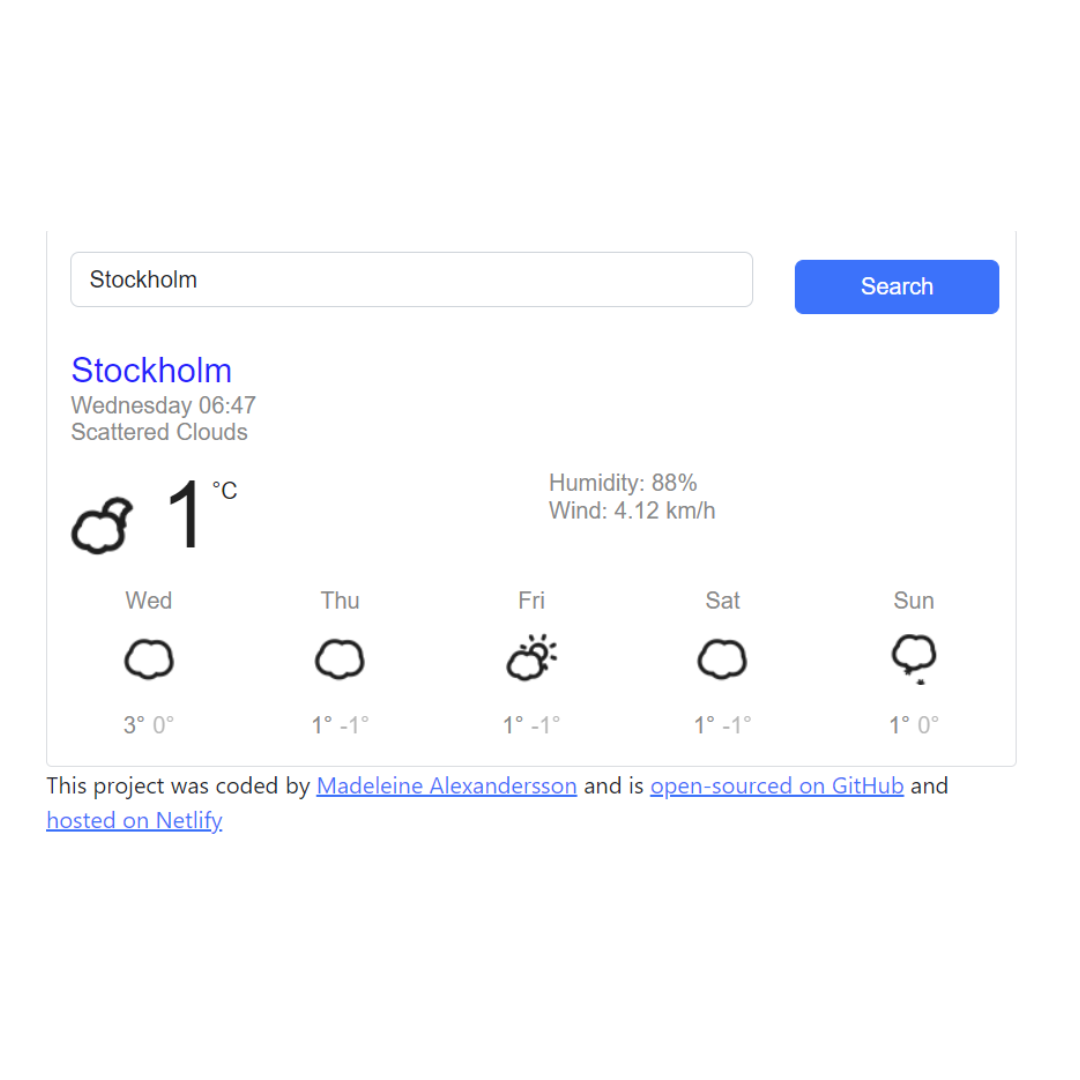 Stockholm
Search
Stockholm
Wednesday 06:47
Scattered Clouds
1 °C
Humidity: 88%
Wind: 4.12 km/h
Wed Thu Fri Sat Sun
3° 0° 1° -1° 1° -1° 1° -1° 1° 0°
This project was coded by Madeleine Alexandersson and is open-sourced on GitHub and
hosted on Netlify